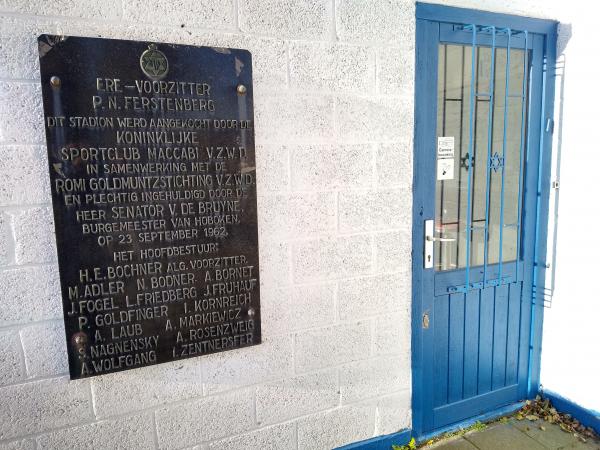 ERE-VOORZITTER
P. N. FERSTENBERG
DIT STADION WERD AANGEKOCHT DOOR DE
KONINKLIJKE
SPORTCLUB MACCABI V.Z.W.D.
IN SAMENWERKING MET DE
ROMI GOLDMUNTZSTICHTING V.Z.W.D.
EN PLECHTIG INGEHULDIGD DOOR DE
HEER SENATOR V. DE BRUYNE,
BURGEMEESTER VAN HOBOKEN,
OP 23 SEPTEMBER 1962.
HET HOOFDBESTUUR:
H. E. BOCHNER ALG. VOORZITTER.
M. ADLER N. BODNER A. BORNET
J. FOGEL L. FRIEDBERG J. FRUHAUF
P. GOLDFINGER I. KORNREICH
A. LAUB A. MARKIEWICZ
S. NAGNENSKY A. ROSENZWEIG
A. WOLFGANG I. ZENTNERSFER